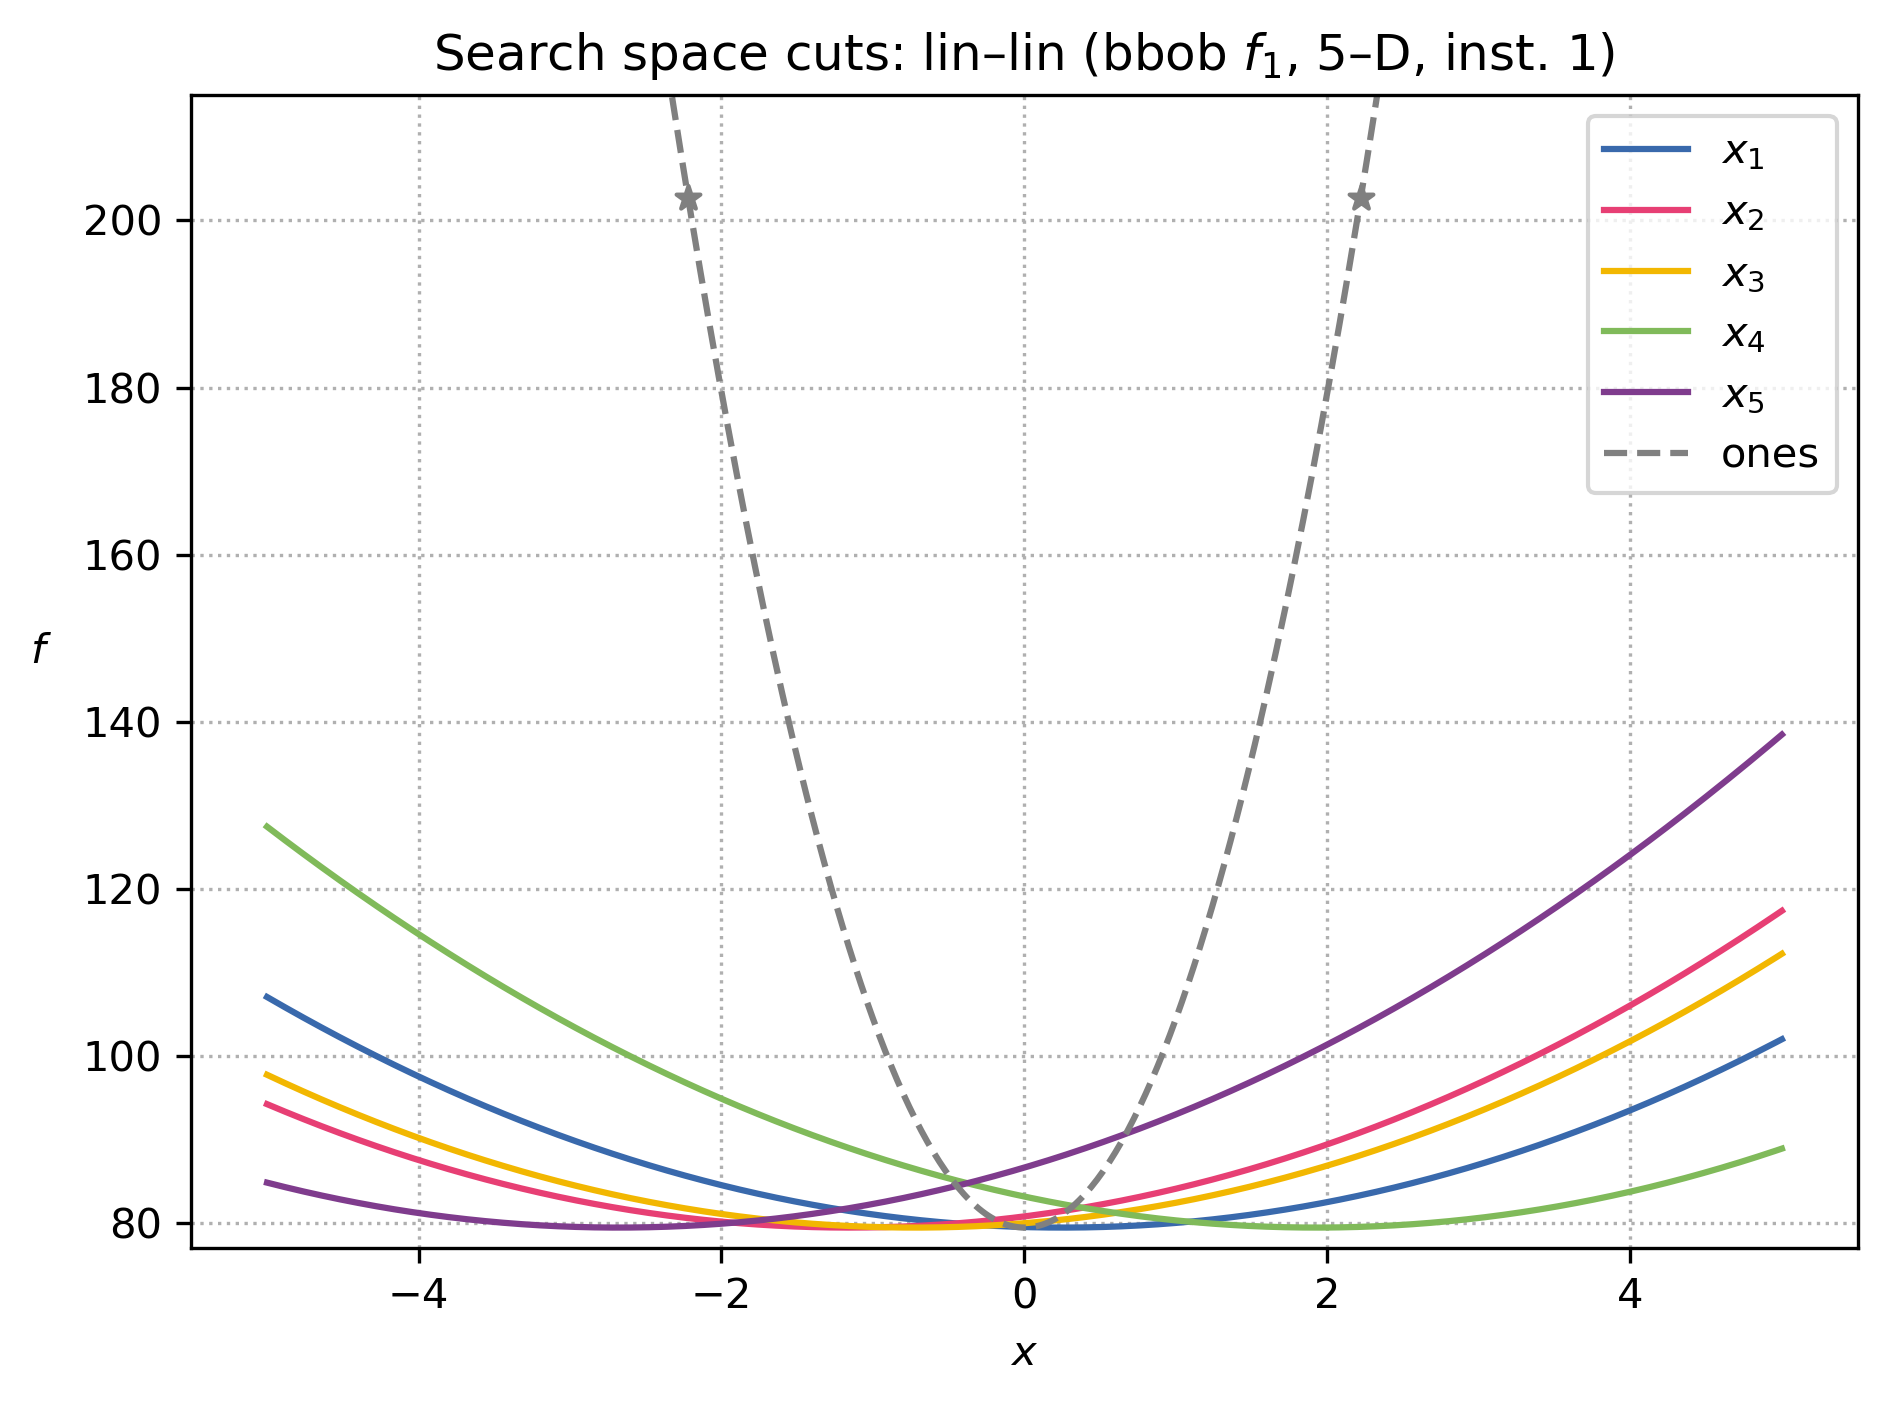 Search space cuts: lin–lin (bbob f₁, 5–D, inst. 1)
x₁
x₂
x₃
x₄
x₅
ones
200
180
160
140
120
100
80
f
−4
−2
0
2
4
x